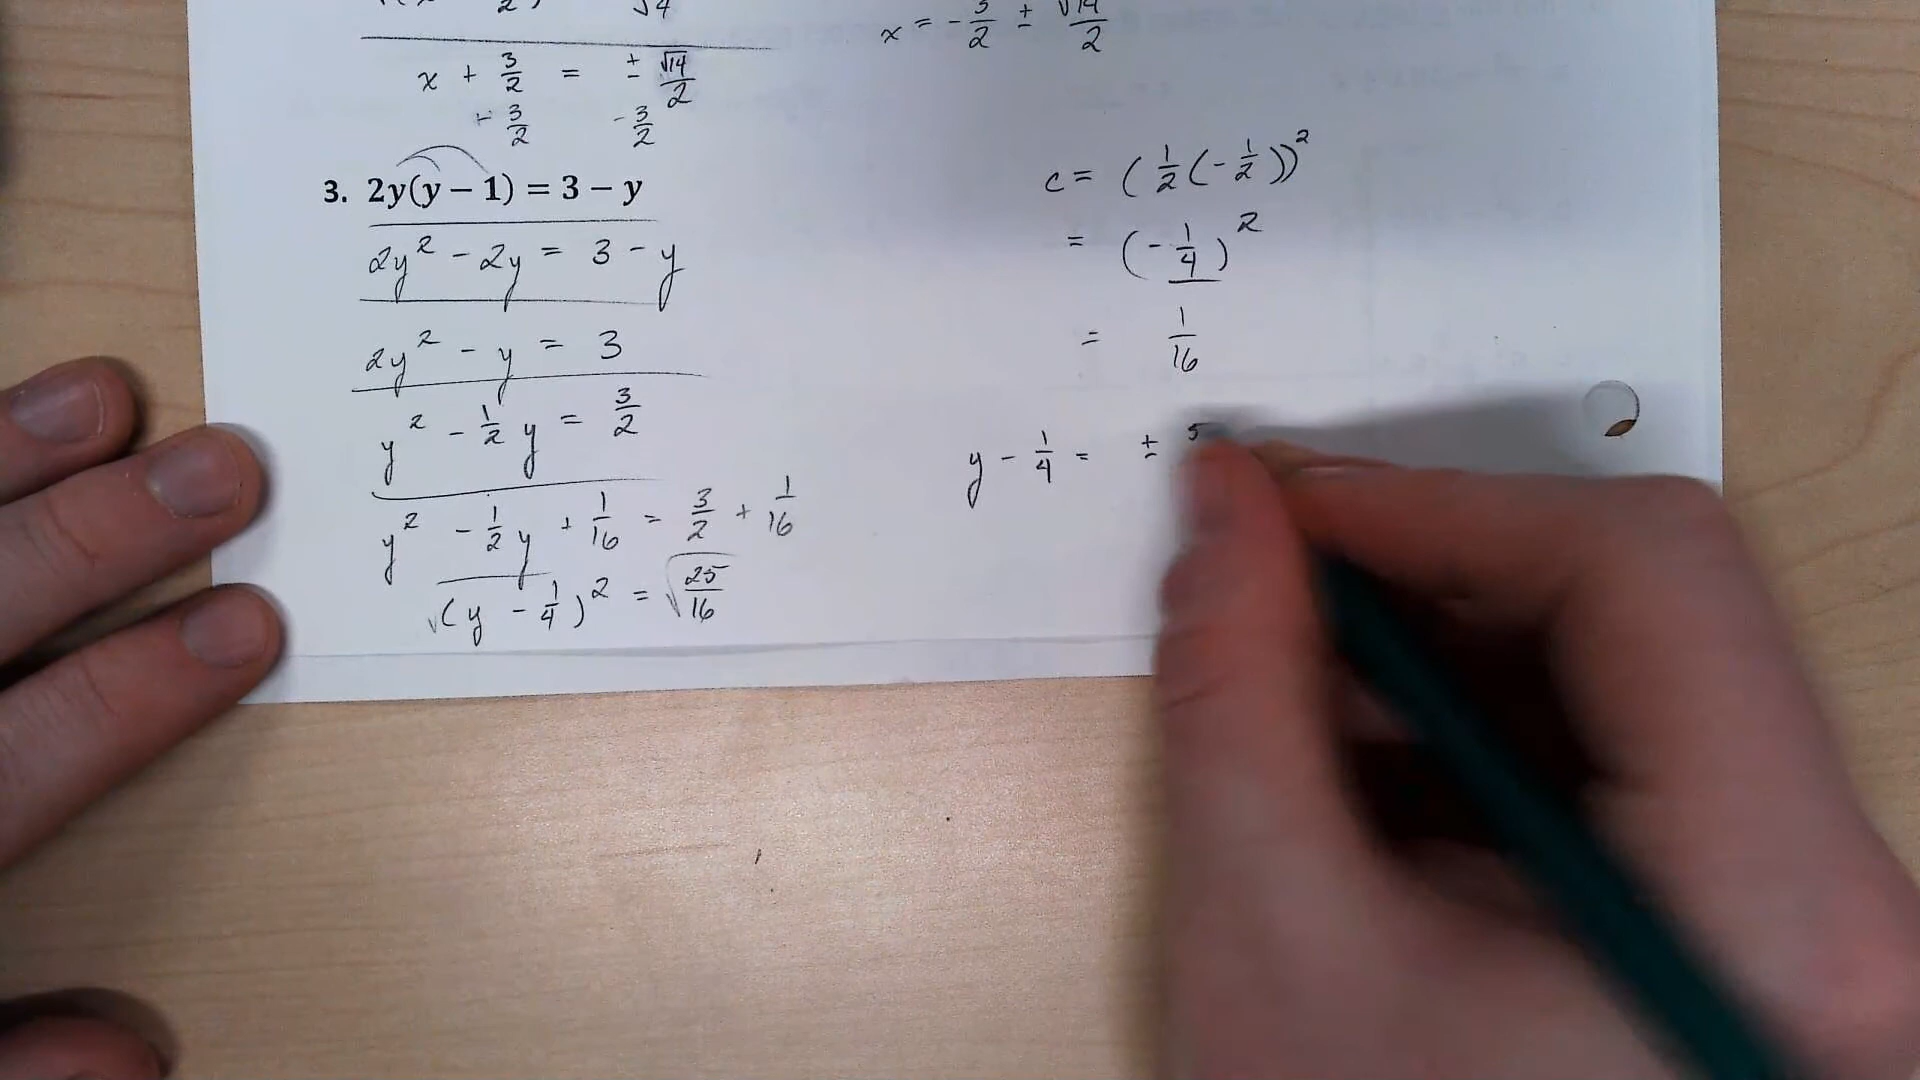 x + 3/2 = ± √14/2
- 3/2 - 3/2
x = - 3/2 ± √14/2
3. 2y(y − 1) = 3 − y
2y² - 2y = 3 - y
2y² - y = 3
y² - 1/2 y = 3/2
y² - 1/2 y + 1/16 = 3/2 + 1/16
√(y - 1/4)² = √25/16
c = (1/2(-1/2))²
= (-1/4)²
= 1/16
y - 1/4 = ± 5